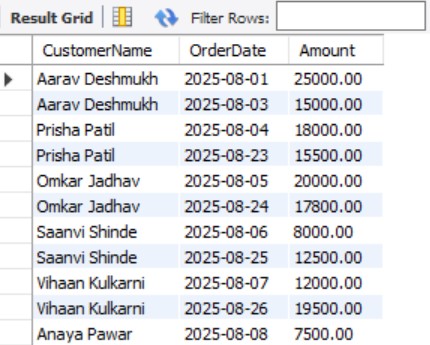 Result Grid Filter Rows:
CustomerName OrderDate Amount
Aarav Deshmukh 2025-08-01 25000.00
Aarav Deshmukh 2025-08-03 15000.00
Prisha Patil 2025-08-04 18000.00
Prisha Patil 2025-08-23 15500.00
Omkar Jadhav 2025-08-05 20000.00
Omkar Jadhav 2025-08-24 17800.00
Saanvi Shinde 2025-08-06 8000.00
Saanvi Shinde 2025-08-25 12500.00
Vihaan Kulkarni 2025-08-07 12000.00
Vihaan Kulkarni 2025-08-26 19500.00
Anaya Pawar 2025-08-08 7500.00